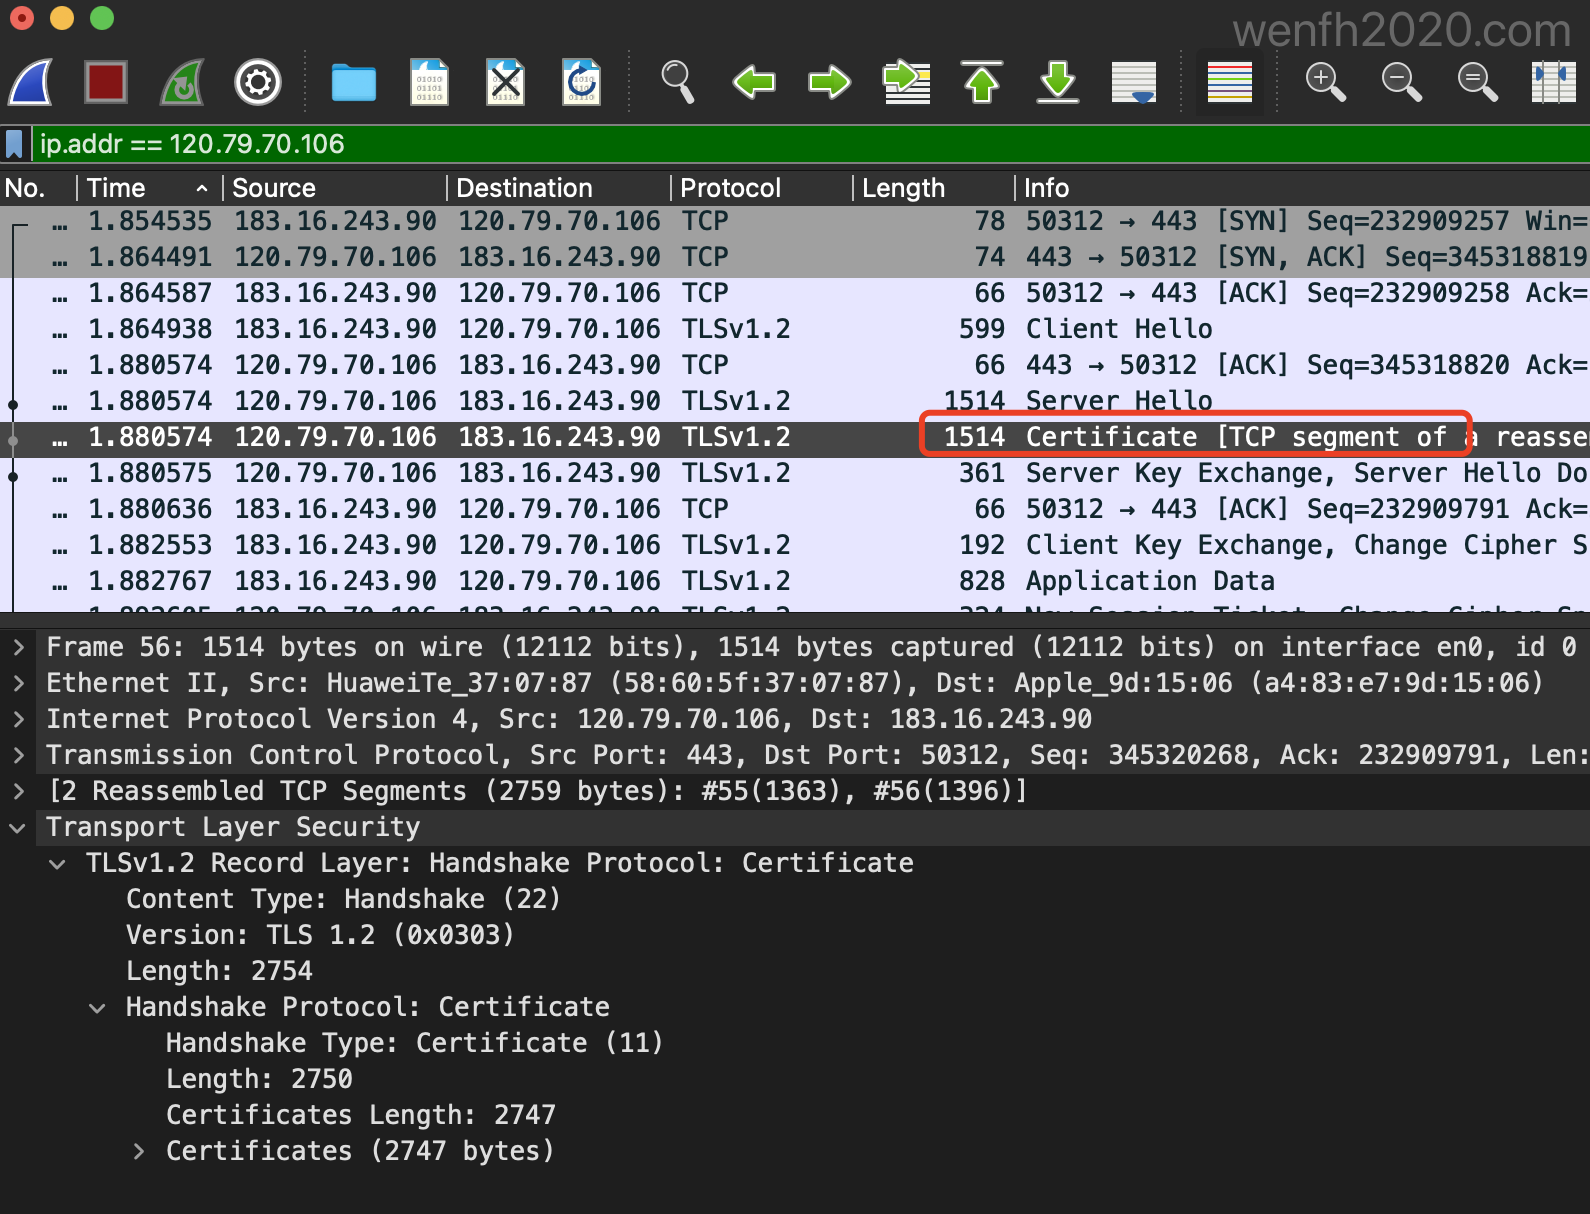 wenfh2020.com
ip.addr == 120.79.70.106
No. Time Source Destination Protocol Length Info
… 1.854535 183.16.243.90 120.79.70.106 TCP 78 50312 → 443 [SYN] Seq=232909257 Win=
… 1.864491 120.79.70.106 183.16.243.90 TCP 74 443 → 50312 [SYN, ACK] Seq=345318819
… 1.864587 183.16.243.90 120.79.70.106 TCP 66 50312 → 443 [ACK] Seq=232909258 Ack=
… 1.864938 183.16.243.90 120.79.70.106 TLSv1.2 599 Client Hello
… 1.880574 120.79.70.106 183.16.243.90 TCP 66 443 → 50312 [ACK] Seq=345318820 Ack=
… 1.880574 120.79.70.106 183.16.243.90 TLSv1.2 1514 Server Hello
… 1.880574 120.79.70.106 183.16.243.90 TLSv1.2 1514 Certificate [TCP segment of a reasse
… 1.880575 120.79.70.106 183.16.243.90 TLSv1.2 361 Server Key Exchange, Server Hello Do
… 1.880636 183.16.243.90 120.79.70.106 TCP 66 50312 → 443 [ACK] Seq=232909791 Ack=
… 1.882553 183.16.243.90 120.79.70.106 TLSv1.2 192 Client Key Exchange, Change Cipher S
… 1.882767 183.16.243.90 120.79.70.106 TLSv1.2 828 Application Data
Frame 56: 1514 bytes on wire (12112 bits), 1514 bytes captured (12112 bits) on interface en0, id 0
Ethernet II, Src: HuaweiTe_37:07:87 (58:60:5f:37:07:87), Dst: Apple_9d:15:06 (a4:83:e7:9d:15:06)
Internet Protocol Version 4, Src: 120.79.70.106, Dst: 183.16.243.90
Transmission Control Protocol, Src Port: 443, Dst Port: 50312, Seq: 345320268, Ack: 232909791, Len:
[2 Reassembled TCP Segments (2759 bytes): #55(1363), #56(1396)]
Transport Layer Security
TLSv1.2 Record Layer: Handshake Protocol: Certificate
Content Type: Handshake (22)
Version: TLS 1.2 (0x0303)
Length: 2754
Handshake Protocol: Certificate
Handshake Type: Certificate (11)
Length: 2750
Certificates Length: 2747
Certificates (2747 bytes)